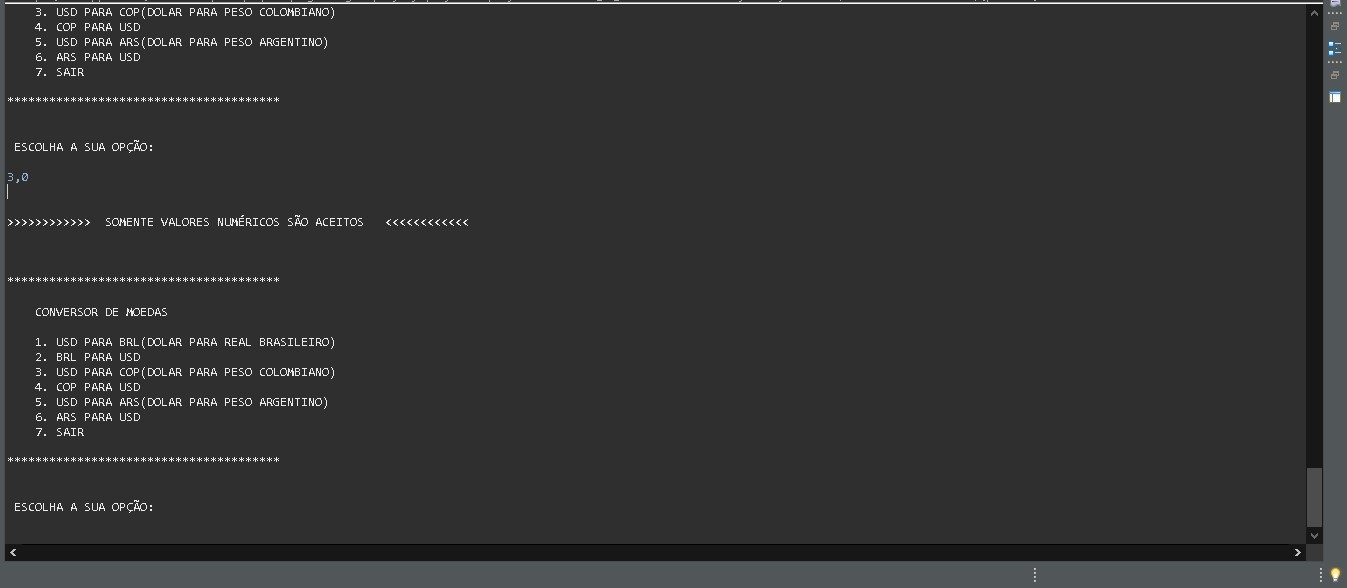 3. USD PARA COP(DOLAR PARA PESO COLOMBIANO)
4. COP PARA USD
5. USD PARA ARS(DOLAR PARA PESO ARGENTINO)
6. ARS PARA USD
7. SAIR
***************************************
ESCOLHA A SUA OPÇÃO:
3,0
>>>>>>>>>>>> SOMENTE VALORES NUMÉRICOS SÃO ACEITOS <<<<<<<<<<<<
***************************************
CONVERSOR DE MOEDAS
1. USD PARA BRL(DOLAR PARA REAL BRASILEIRO)
2. BRL PARA USD
3. USD PARA COP(DOLAR PARA PESO COLOMBIANO)
4. COP PARA USD
5. USD PARA ARS(DOLAR PARA PESO ARGENTINO)
6. ARS PARA USD
7. SAIR
***************************************
ESCOLHA A SUA OPÇÃO: